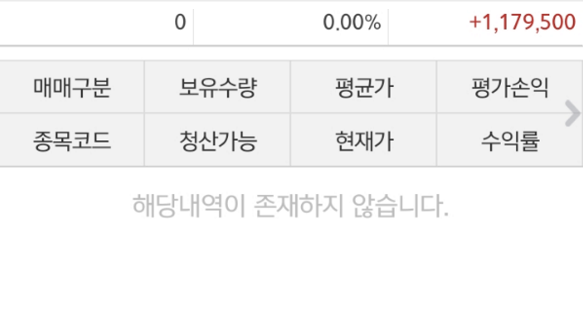 0 0.00% +1,179,500
매매구분 보유수량 평균가 평가손익
종목코드 청산가능 현재가 수익률
해당내역이 존재하지 않습니다.